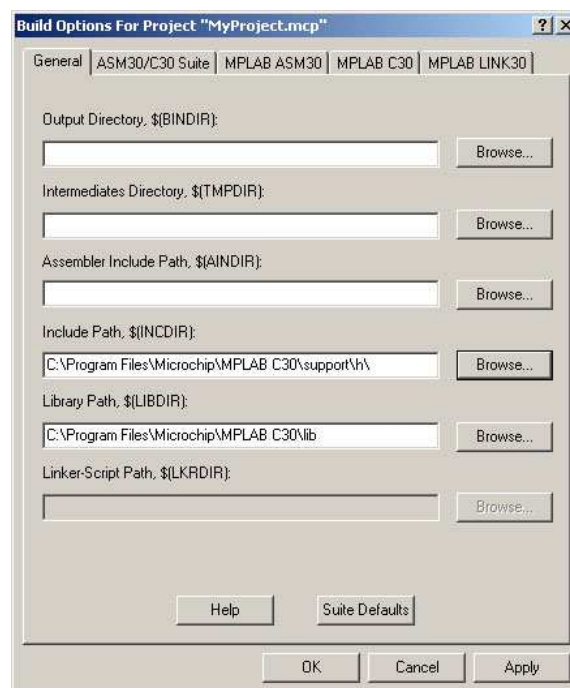 Build Options For Project "MyProject.mcp"
General ASM30/C30 Suite MPLAB ASM30 MPLAB C30 MPLAB LINK30
Output Directory, $(BINDIR):
Browse...
Intermediates Directory, $(TMPDIR):
Browse...
Assembler Include Path, $(AINDIR):
Browse...
Include Path, $(INCDIR):
C:\Program Files\Microchip\MPLAB C30\support\h\ Browse...
Library Path, $(LIBDIR):
C:\Program Files\Microchip\MPLAB C30\lib Browse...
Linker-Script Path, $(LKRDIR):
Browse...
Help Suite Defaults
OK Cancel Apply